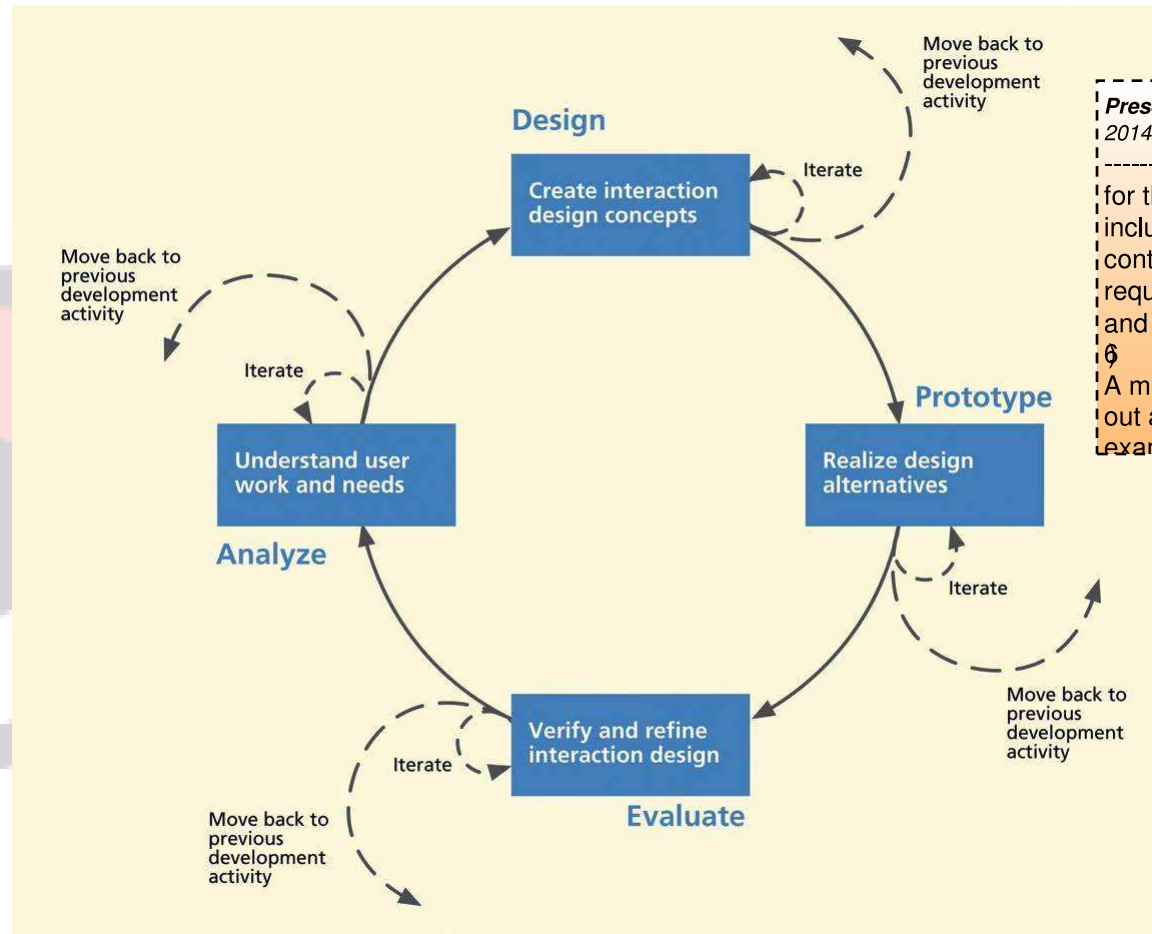 Design
Create interaction
design concepts
Iterate
Move back to
previous
development
activity
Prototype
Realize design
alternatives
Iterate
Move back to
previous
development
activity
Verify and refine
interaction design
Evaluate
Iterate
Move back to
previous
development
activity
Understand user
work and needs
Analyze
Iterate
Move back to
previous
development
activity
2014
for
and
A
out